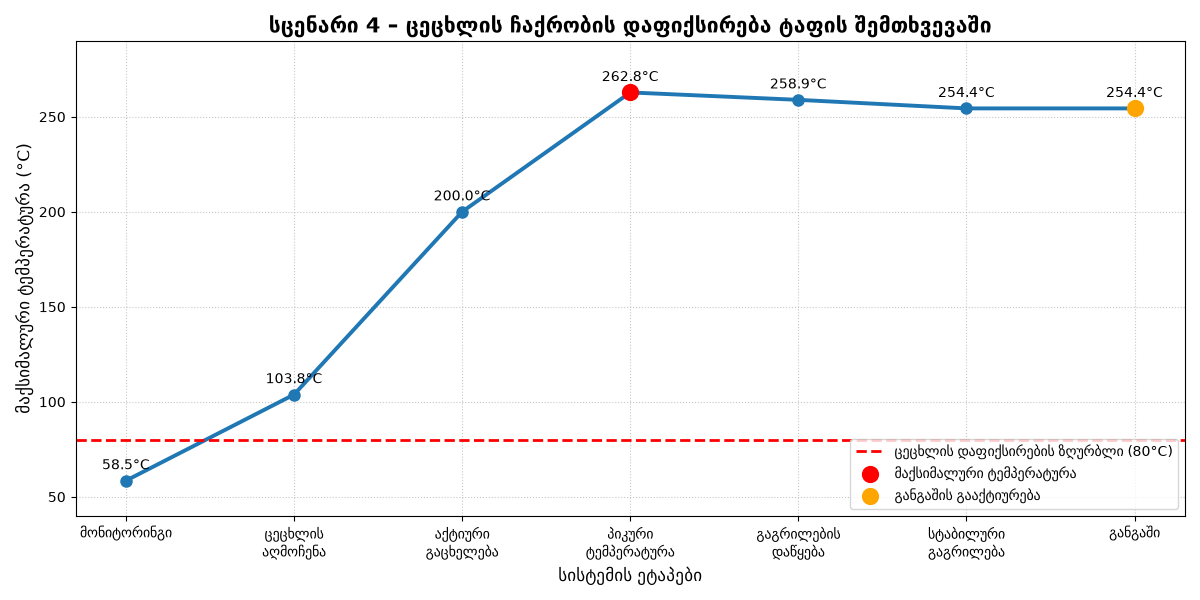 სცენარი 4 – ცეცხლის ჩაქრობის დაფიქსირება ტაფის შემთხვევაში
მაქსიმალური ტემპერატურა (°C)
250
200
150
100
50
58.5°C
103.8°C
200.0°C
262.8°C
258.9°C
254.4°C
254.4°C
ცეცხლის დაფიქსირების ზღურბლი (80°C)
მაქსიმალური ტემპერატურა
განგაშის გააქტიურება
მონიტორინგი
ცეცხლის
აღმოჩენა
აქტიური
გაცხელება
პიკური
ტემპერატურა
გაგრილების
დაწყება
სტაბილური
გაგრილება
განგაში
სისტემის ეტაპები